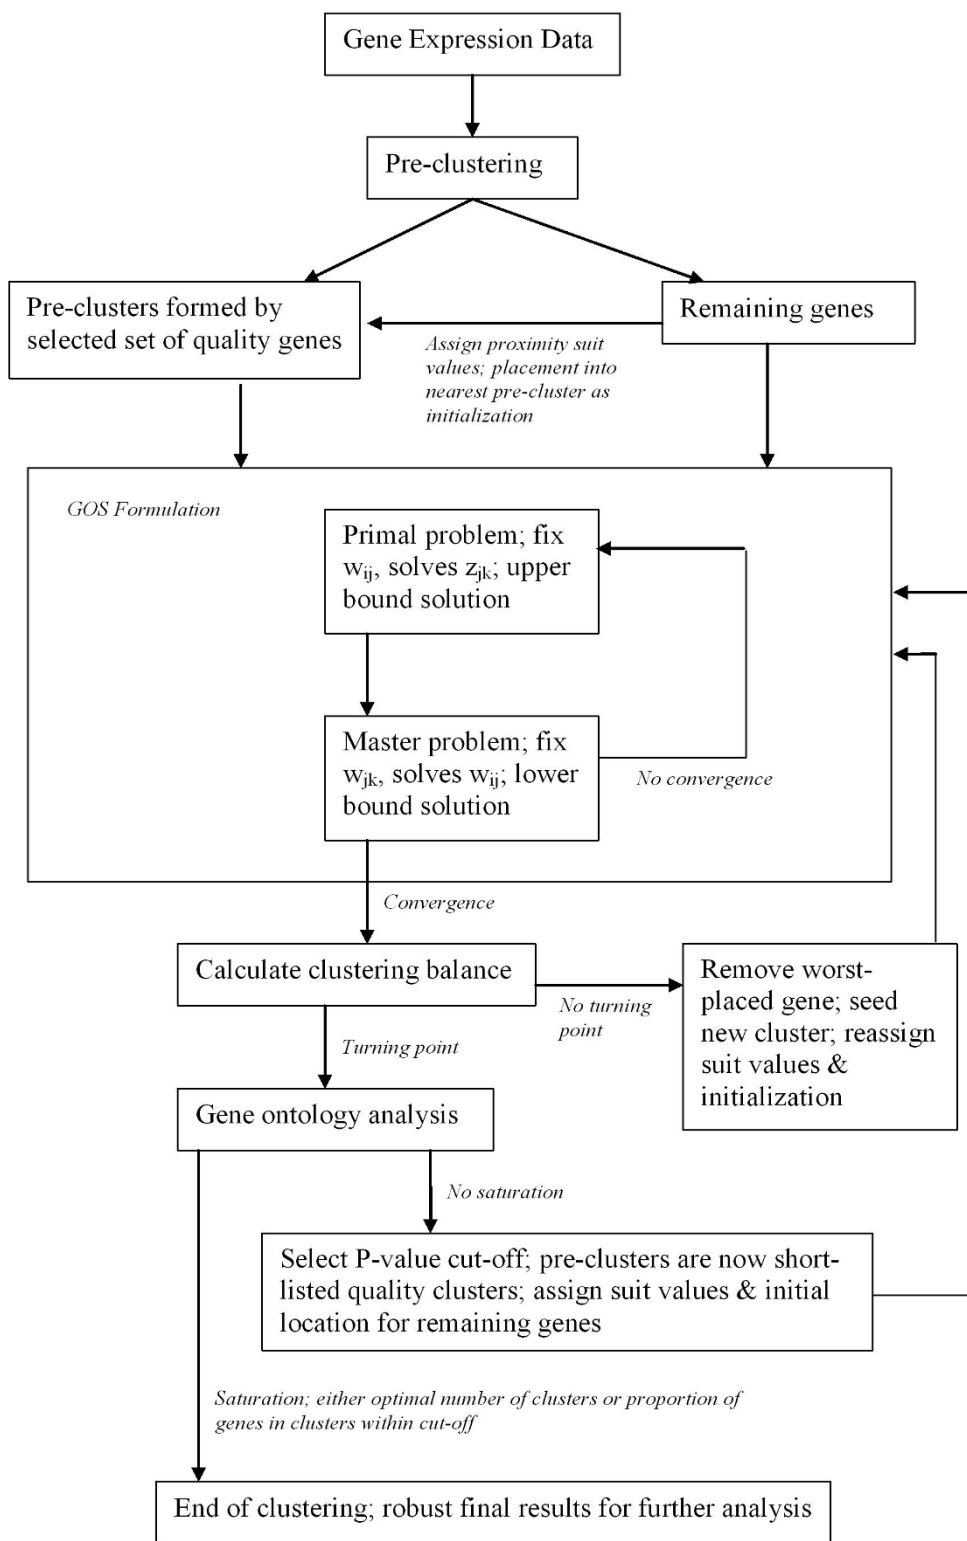 Gene Expression Data
Pre-clustering
Pre-clusters formed by
selected set of quality genes
Remaining genes
Assign proximity suit
values; placement into
nearest pre-cluster as
initialization
GOS Formulation
Primal problem; fix
w_ij, solves z_jk; upper
bound solution
Master problem; fix
w_jk, solves w_ij; lower
bound solution
No convergence
Convergence
Calculate clustering balance
No turning
point
Remove worst-
placed gene; seed
new cluster; reassign
suit values &
initialization
Turning point
Gene ontology analysis
No saturation
Select P-value cut-off; pre-clusters are now short-
listed quality clusters; assign suit values & initial
location for remaining genes
Saturation; either optimal number of clusters or proportion of
genes in clusters within cut-off
End of clustering; robust final results for further analysis